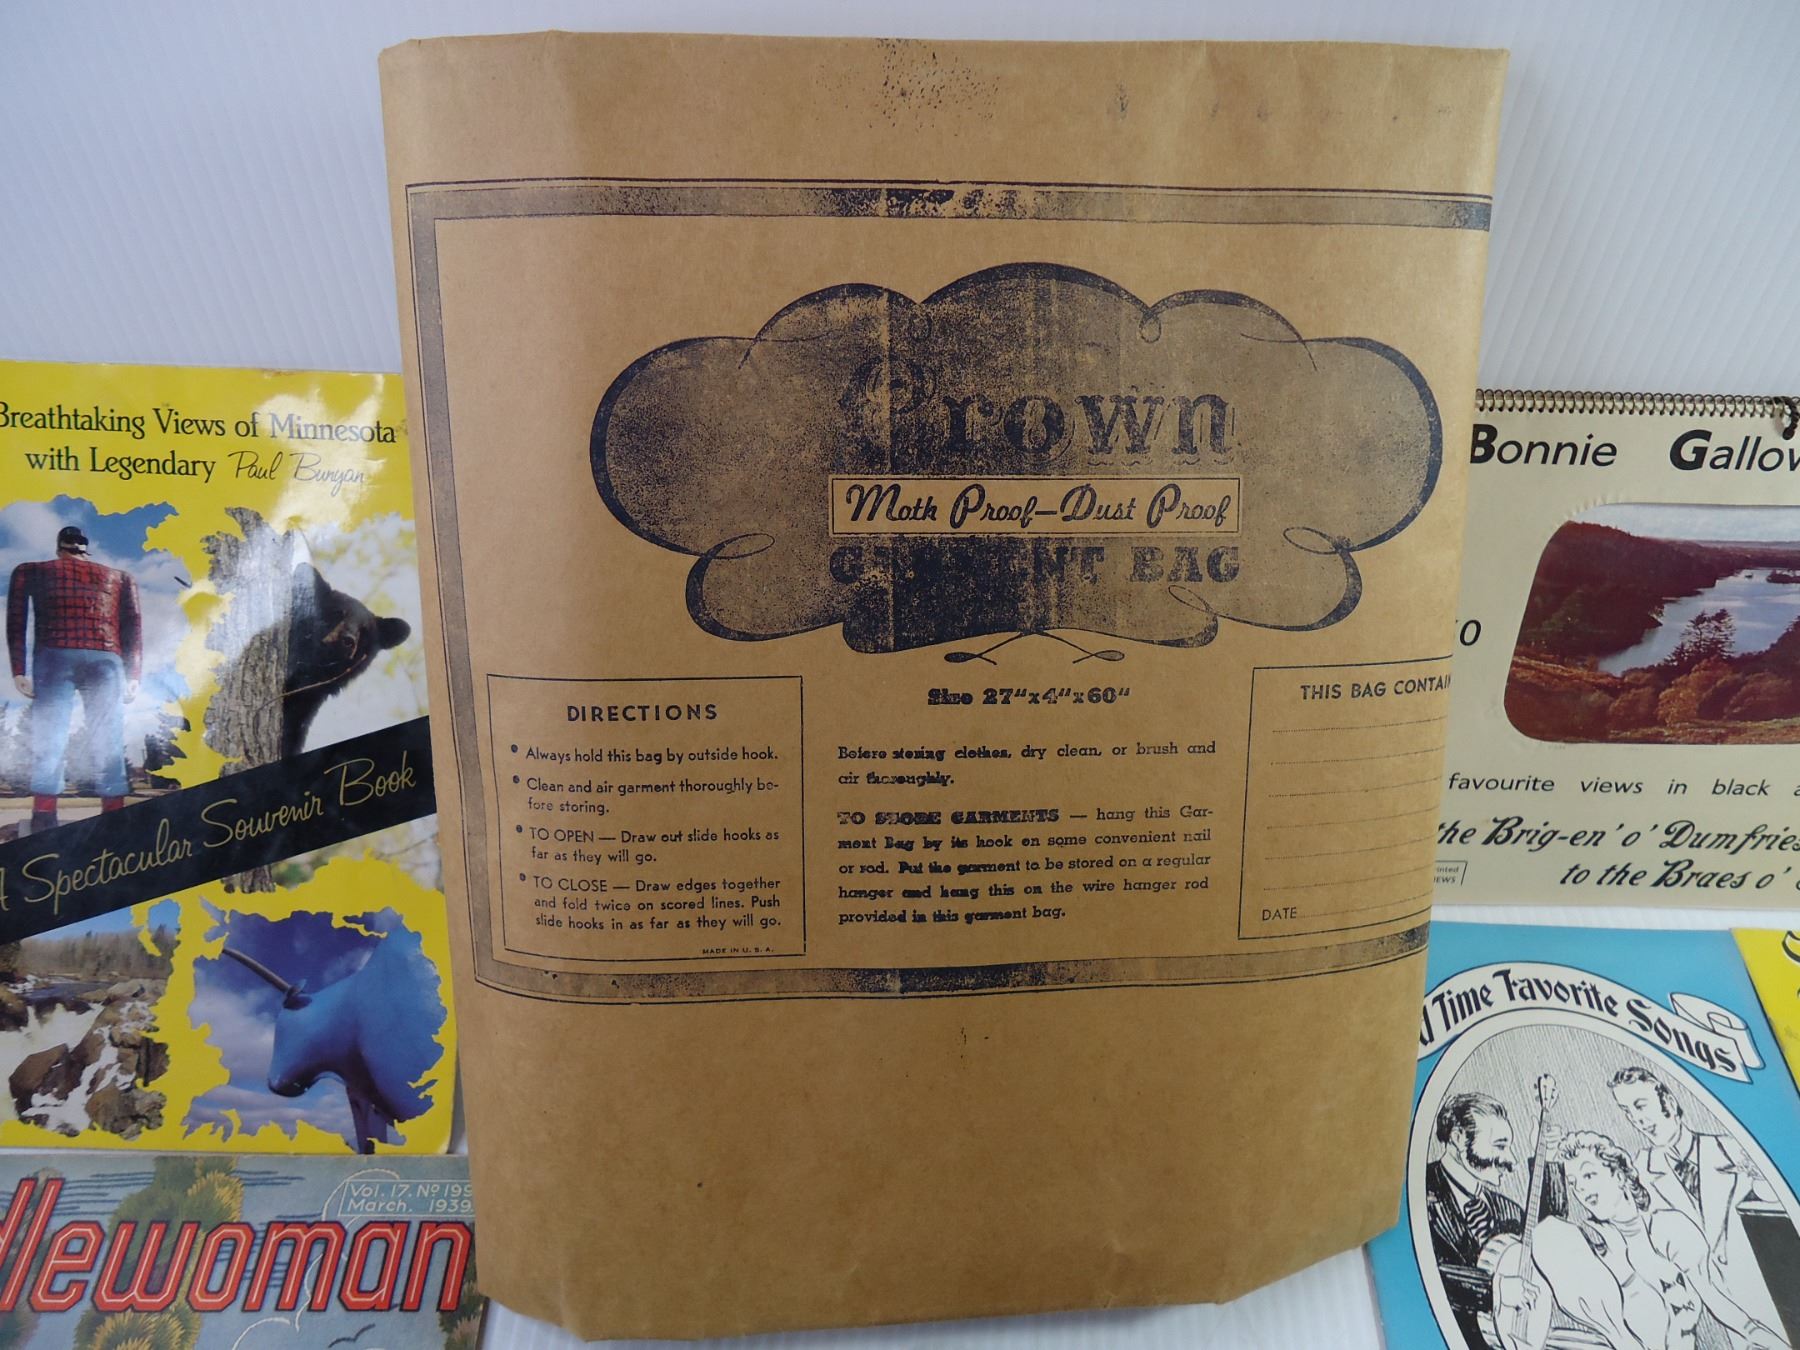 Crown
Moth Proof–Dust Proof
GARMENT BAG
Size 27"x4"x60"
Before storing clothes, dry clean, or brush and
air thoroughly.
TO STORE GARMENTS — hang this Gar-
ment Bag by its hook on some convenient nail
or rod. Put the garment to be stored on a regular
hanger and hang this on the wire hanger rod
provided in this garment bag.
DIRECTIONS
• Always hold this bag by outside hook.
• Clean and air garment thoroughly be-
fore storing.
• TO OPEN — Draw out slide hooks as
far as they will go.
• TO CLOSE — Draw edges together
and fold twice on scored lines. Push
slide hooks in as far as they will go.
MADE IN U. S. A.
THIS BAG CONTAIN
DATE
Breathtaking Views of Minnesota
with Legendary Paul Bunyan
A Spectacular Souvenir Book
dlewoman
Vol. 17. No 199
March. 1939.
Bonnie Gallow
favourite views in black a
the Brig-en' o' Dumfries
to the Braes o'
Time Favorite Songs